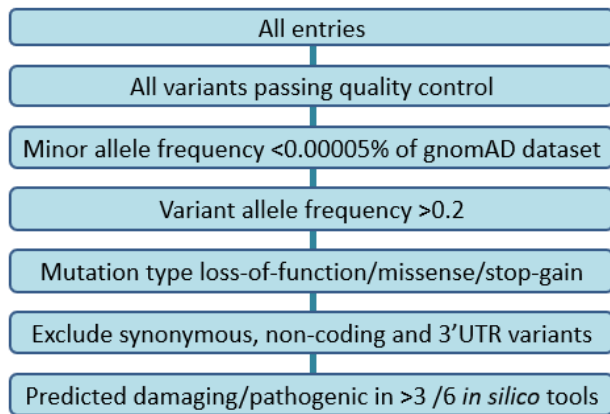 All entries
All variants passing quality control
Minor allele frequency <0.00005% of gnomAD dataset
Variant allele frequency >0.2
Mutation type loss-of-function/missense/stop-gain
Exclude synonymous, non-coding and 3’UTR variants
Predicted damaging/pathogenic in >3 /6 in silico tools